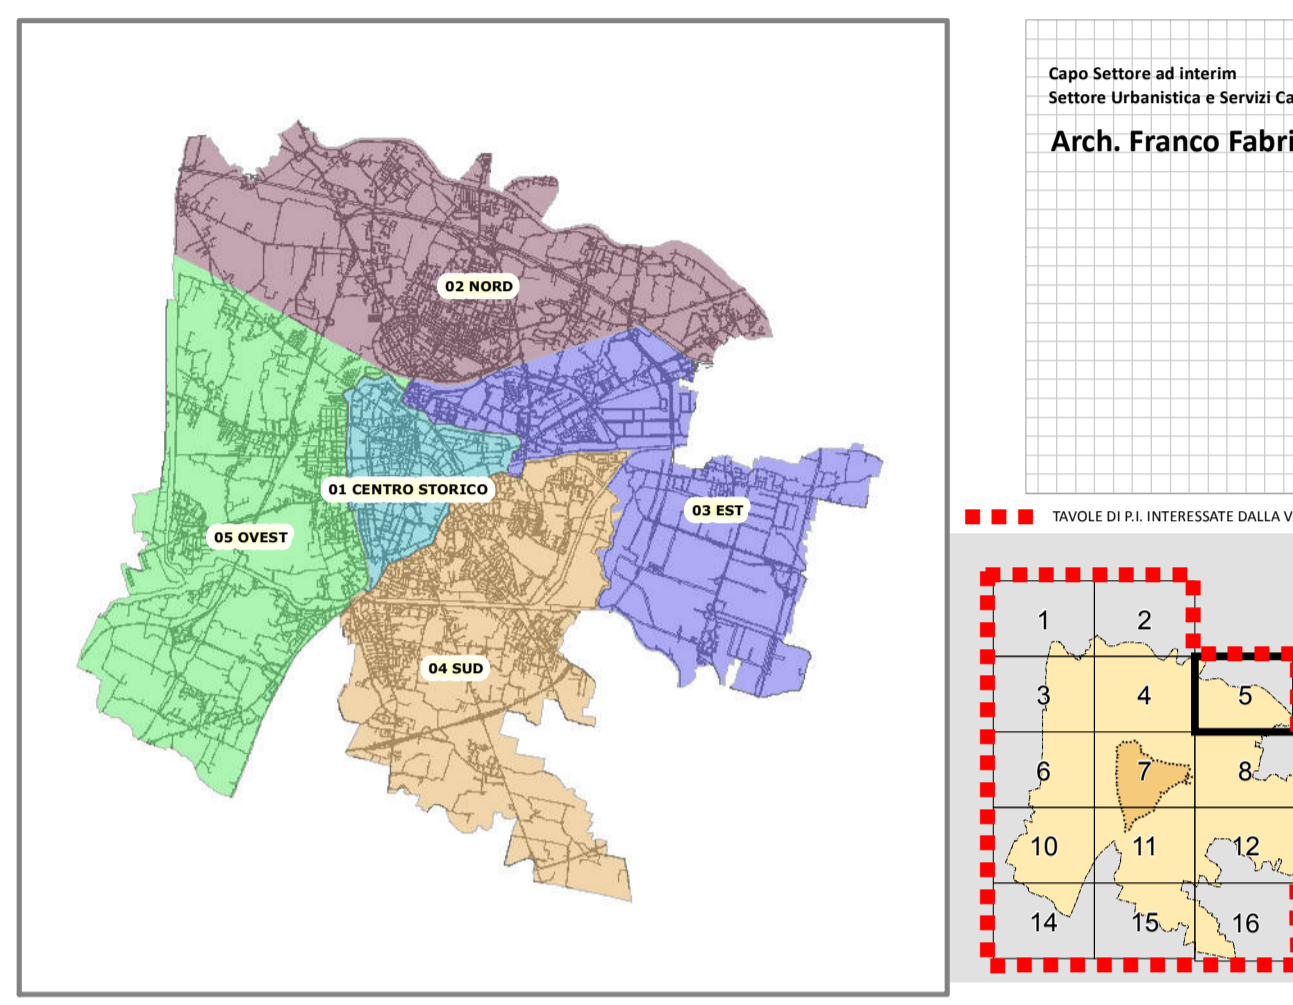 02 NORD
01 CENTRO STORICO
03 EST
05 OVEST
04 SUD
Capo Settore ad interim
Settore Urbanistica e Servizi Ca
Arch. Franco Fabri
TAVOLE DI P.I. INTERESSATE DALLA V
1 2
3 4 5
6 7 8
10 11 12
14 15 16